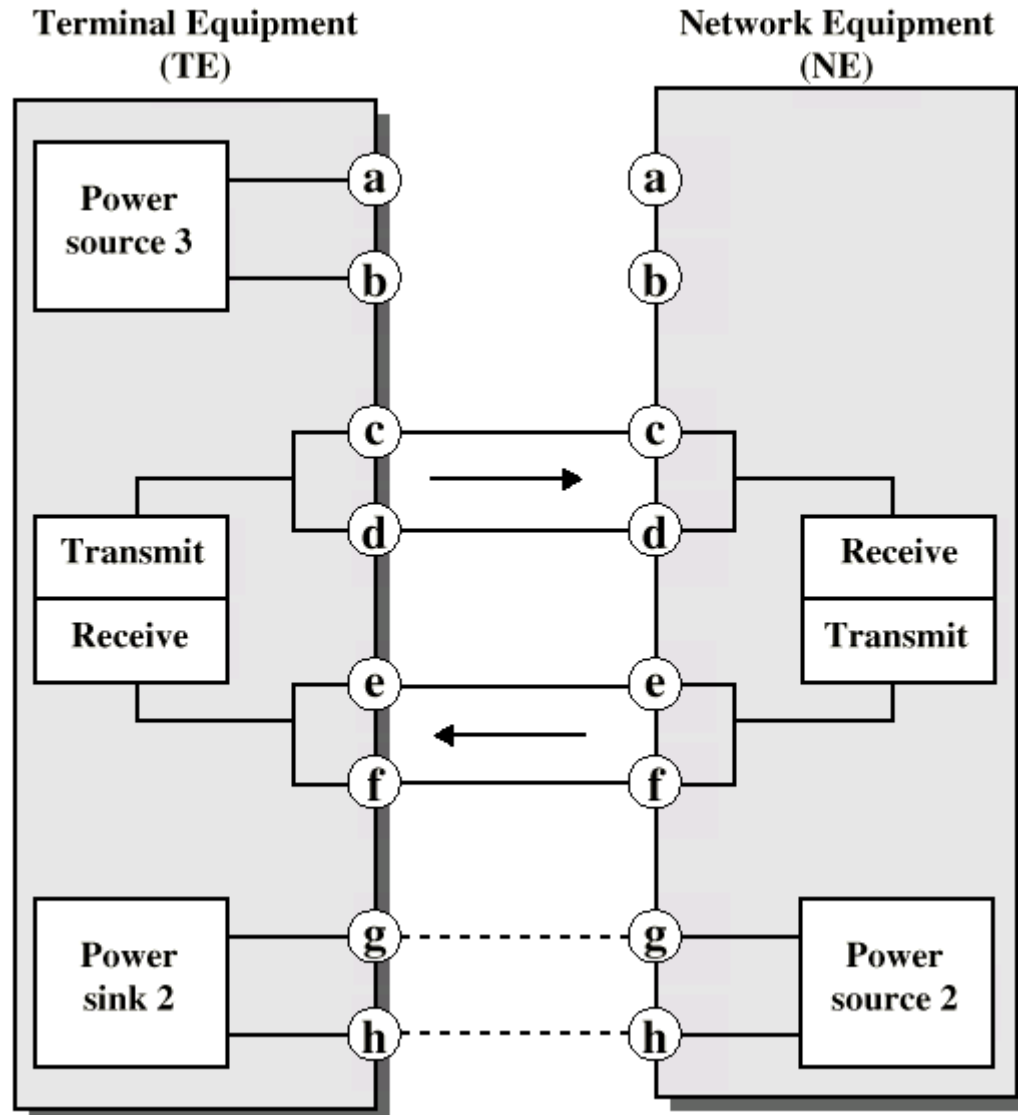 Terminal Equipment
(TE)
Network Equipment
(NE)
Power
source 3
a
b
a
b
c
d
c
d
Transmit
Receive
Receive
Transmit
e
f
e
f
Power
sink 2
g
h
g
h
Power
source 2